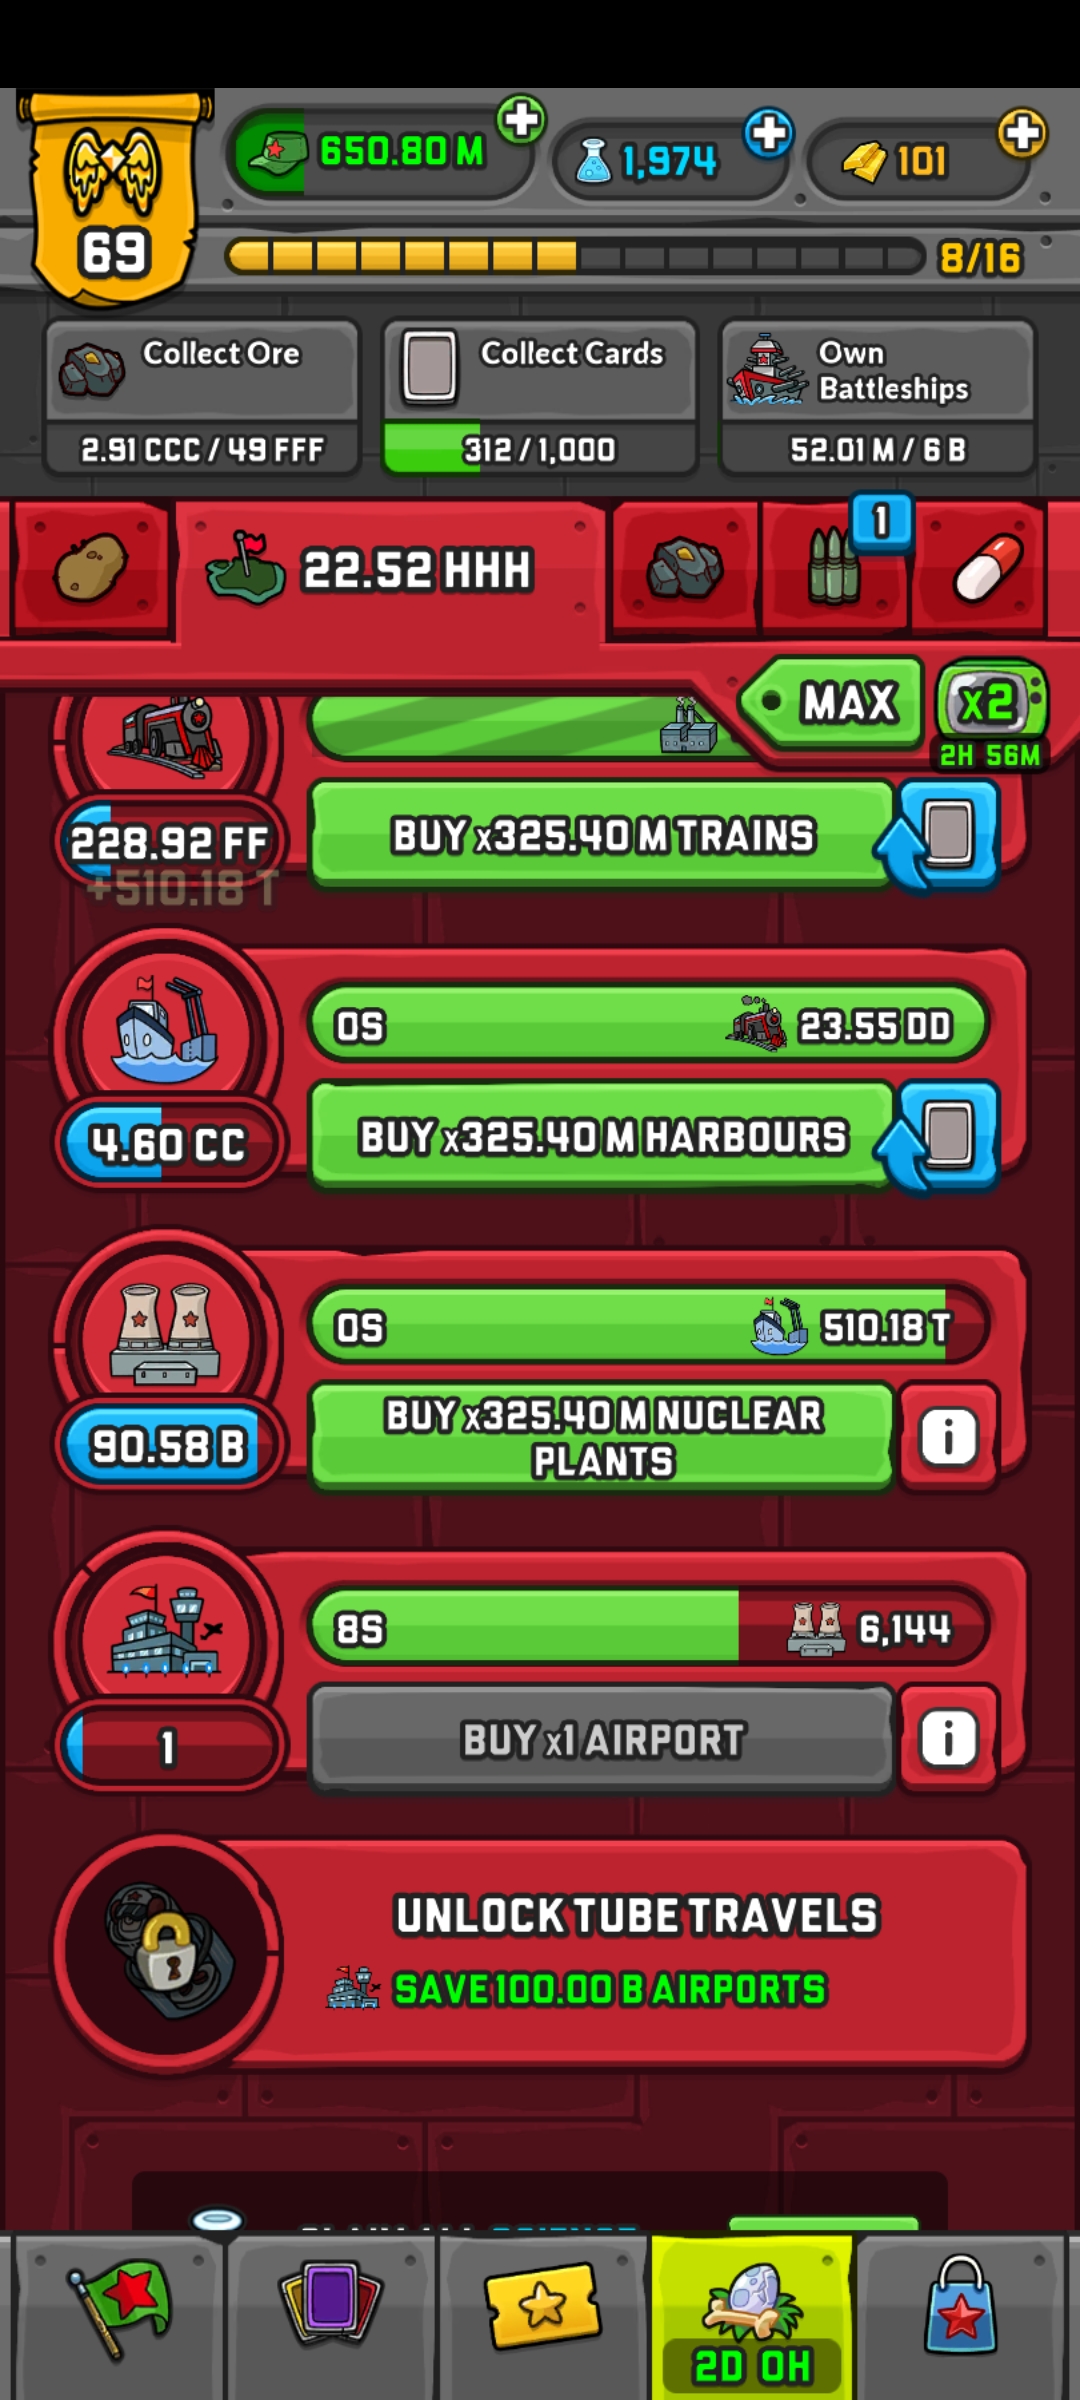 650.80 M
1,974
101
69
8/16
Collect Ore
2.91 CCC / 49 FFF
Collect Cards
312 / 1,000
Own
Battleships
52.01 M / 6 B
22.52 HHH
1
MAX
x2
2H 56M
228.92 FF
+510.18 T
BUY x325.40 M TRAINS
0S
23.55 DD
4.60 CC
BUY x325.40 M HARBOURS
0S
510.18 T
90.58 B
BUY x325.40 M NUCLEAR
PLANTS
i
8S
6,144
1
BUY x1 AIRPORT
i
UNLOCK TUBE TRAVELS
SAVE 100.00 B AIRPORTS
2D 0H